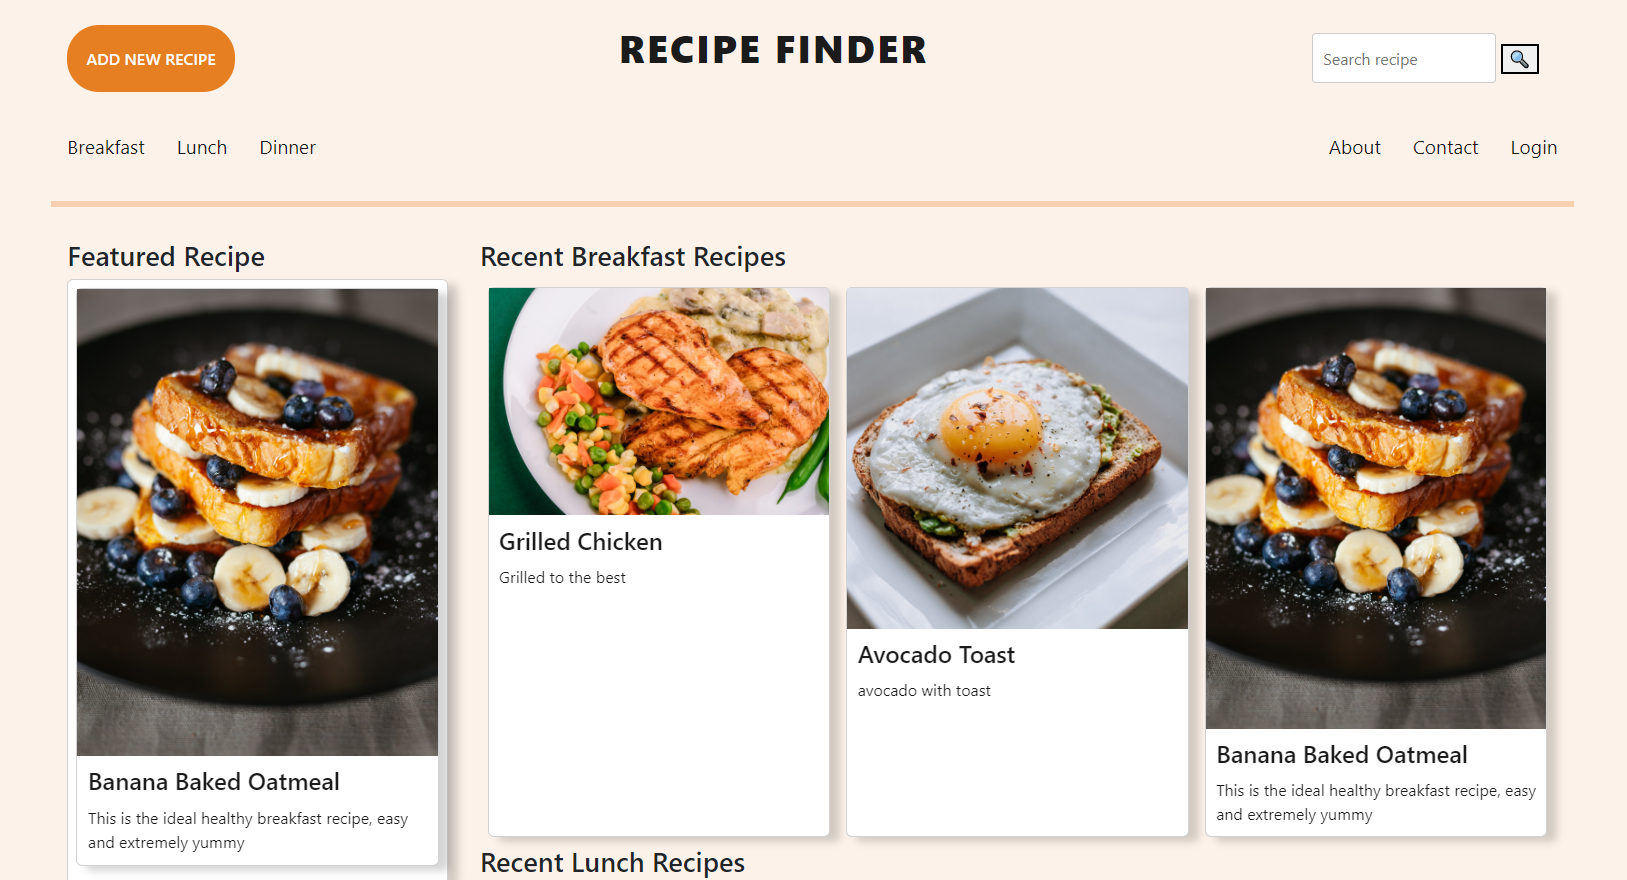 ADD NEW RECIPE
RECIPE FINDER
Search recipe
Breakfast Lunch Dinner
About Contact Login
Featured Recipe
Banana Baked Oatmeal
This is the ideal healthy breakfast recipe, easy
and extremely yummy
Recent Breakfast Recipes
Grilled Chicken
Grilled to the best
Avocado Toast
avocado with toast
Banana Baked Oatmeal
This is the ideal healthy breakfast recipe, easy
and extremely yummy
Recent Lunch Recipes